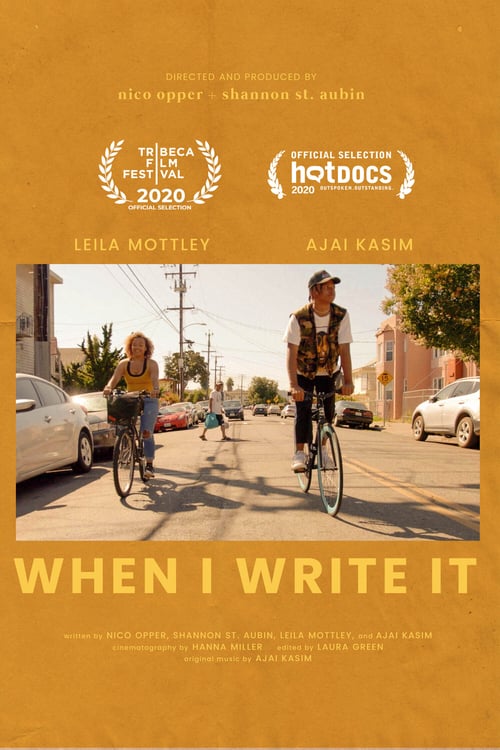 DIRECTED AND PRODUCED BY
nico opper + shannon st. aubin
TRIBECA
FILM
FESTIVAL
2020
OFFICIAL SELECTION
OFFICIAL SELECTION
hotDOCS
2020 OUTSPOKEN. OUTSTANDING.
LEILA MOTTLEY
AJAI KASIM
WHEN I WRITE IT
written by NICO OPPER, SHANNON ST. AUBIN, LEILA MOTTLEY, and AJAI KASIM
cinematography by HANNA MILLER edited by LAURA GREEN
original music by AJAI KASIM